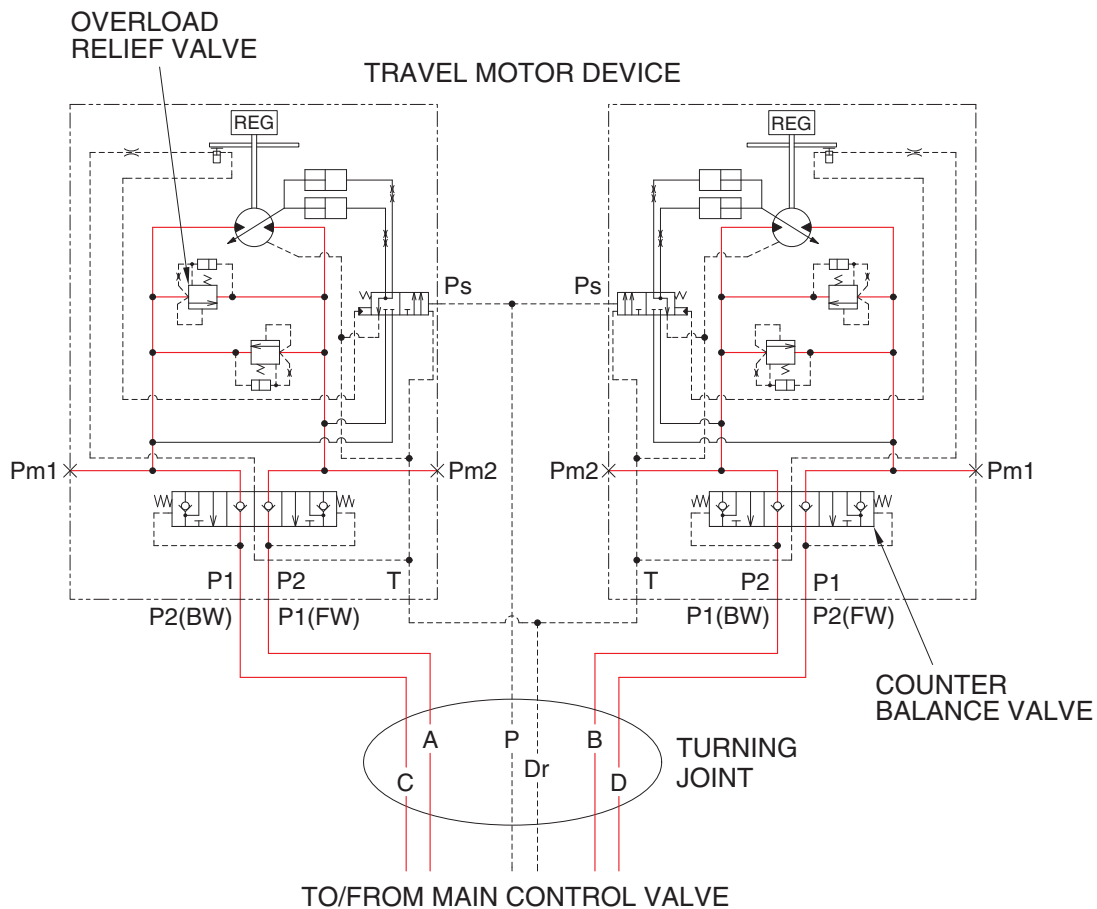 OVERLOAD
RELIEF VALVE
TRAVEL MOTOR DEVICE
REG
REG
Ps
Ps
Pm1
Pm2
Pm2
Pm1
P1
P2
T
T
P2
P1
P2(BW)
P1(FW)
P1(BW)
P2(FW)
COUNTER
BALANCE VALVE
A
P
B
TURNING
JOINT
C
Dr
D
TO/FROM MAIN CONTROL VALVE